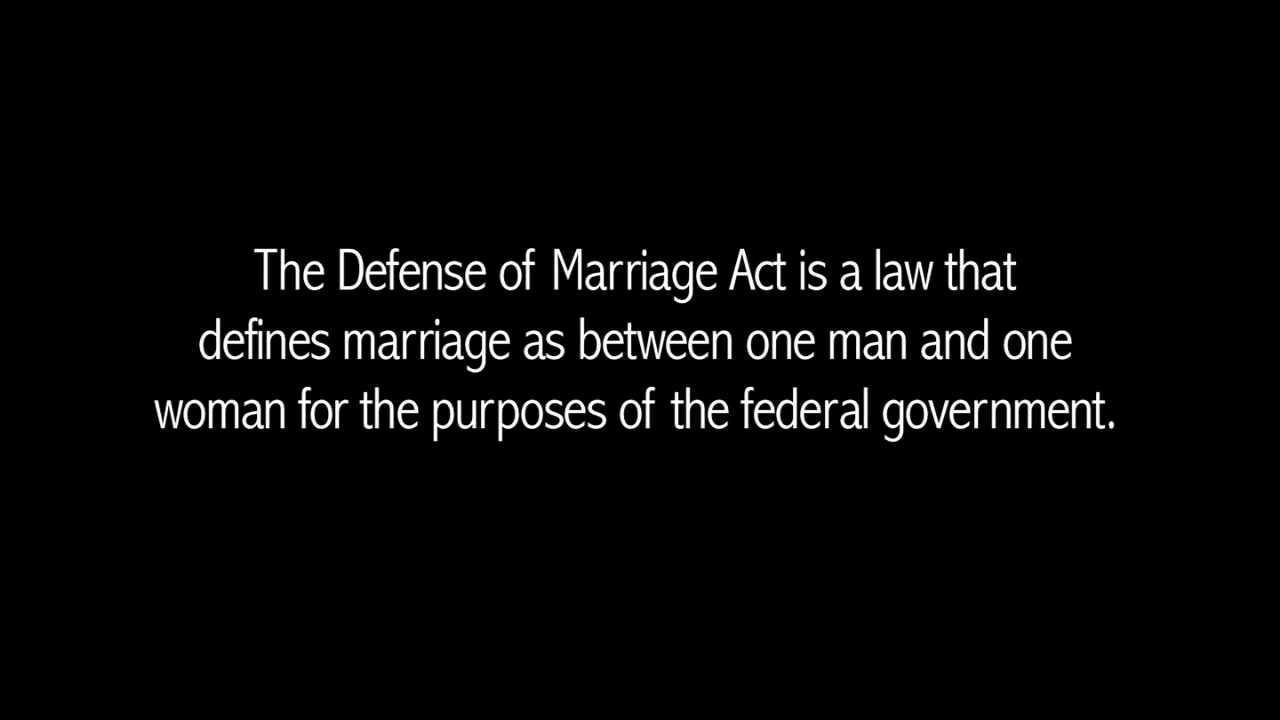 The Defense of Marriage Act is a law that
defines marriage as between one man and one
woman for the purposes of the federal government.